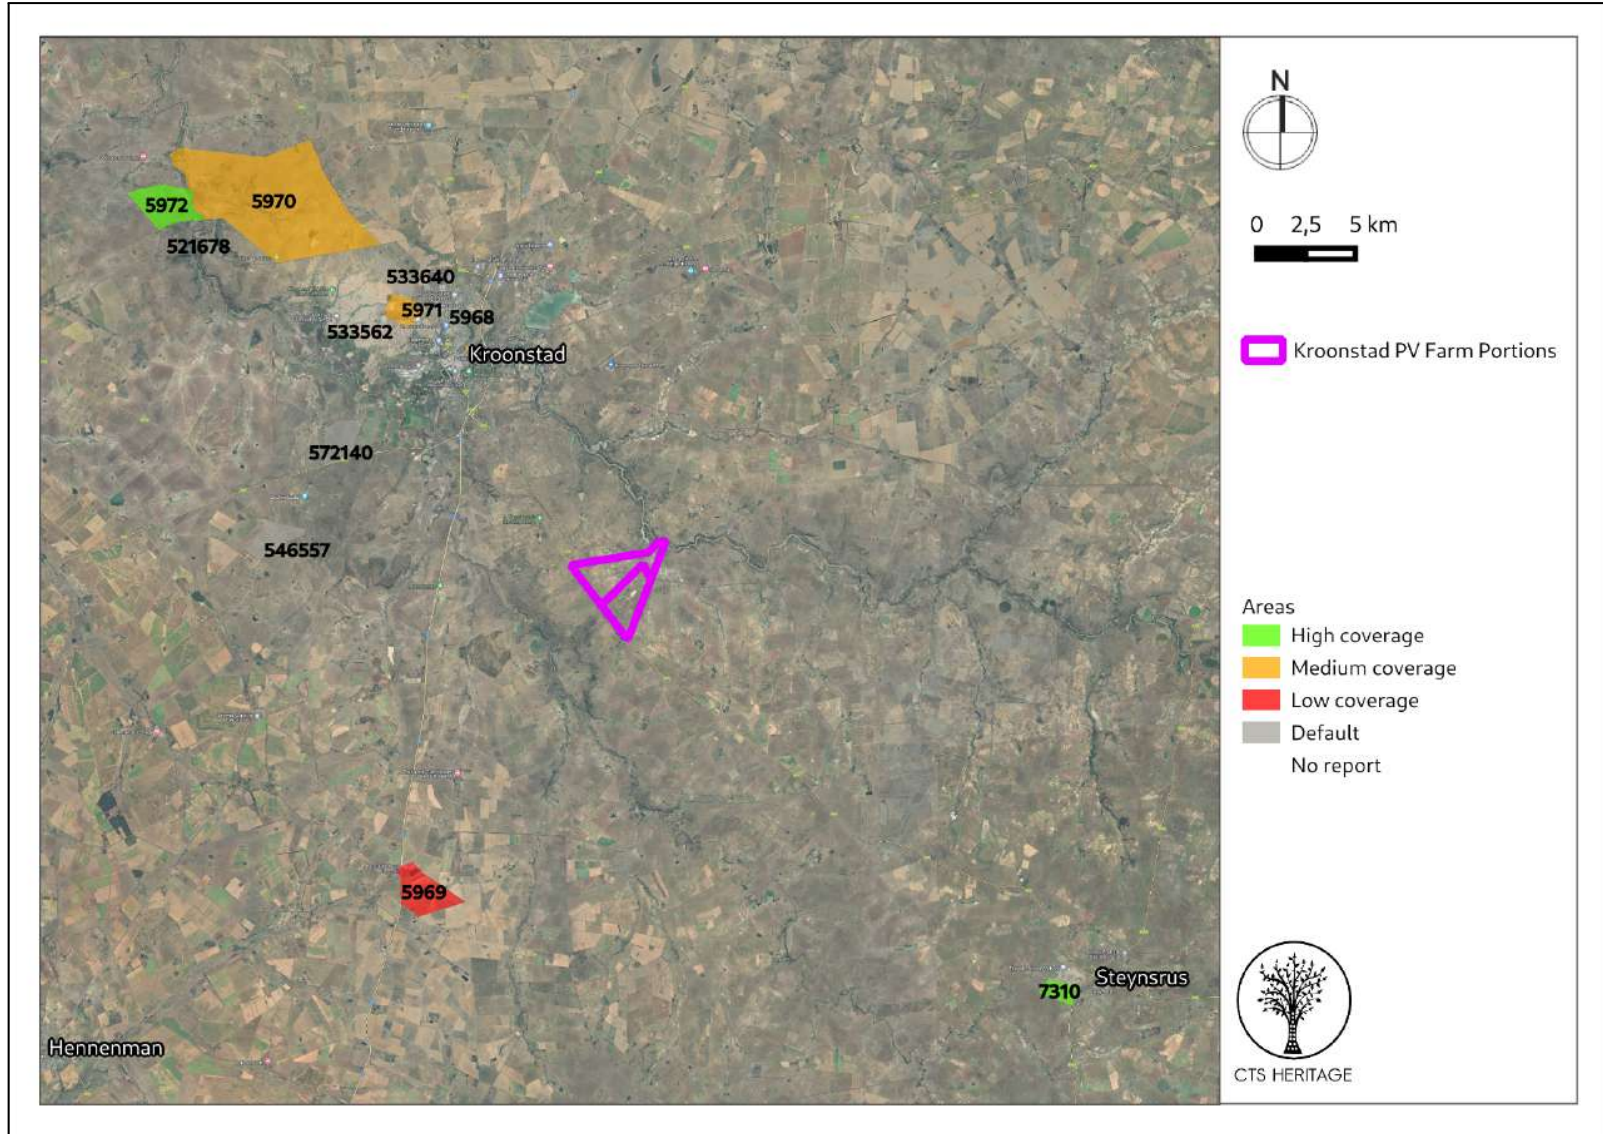 N
0 2,5 5 km
Kroonstad PV Farm Portions
Areas
High coverage
Medium coverage
Low coverage
Default
No report
CTS HERITAGE
5972
5970
521678
533640
5971
5968
533562
Kroonstad
572140
546557
5969
Steynsrus
7310
Hennenman